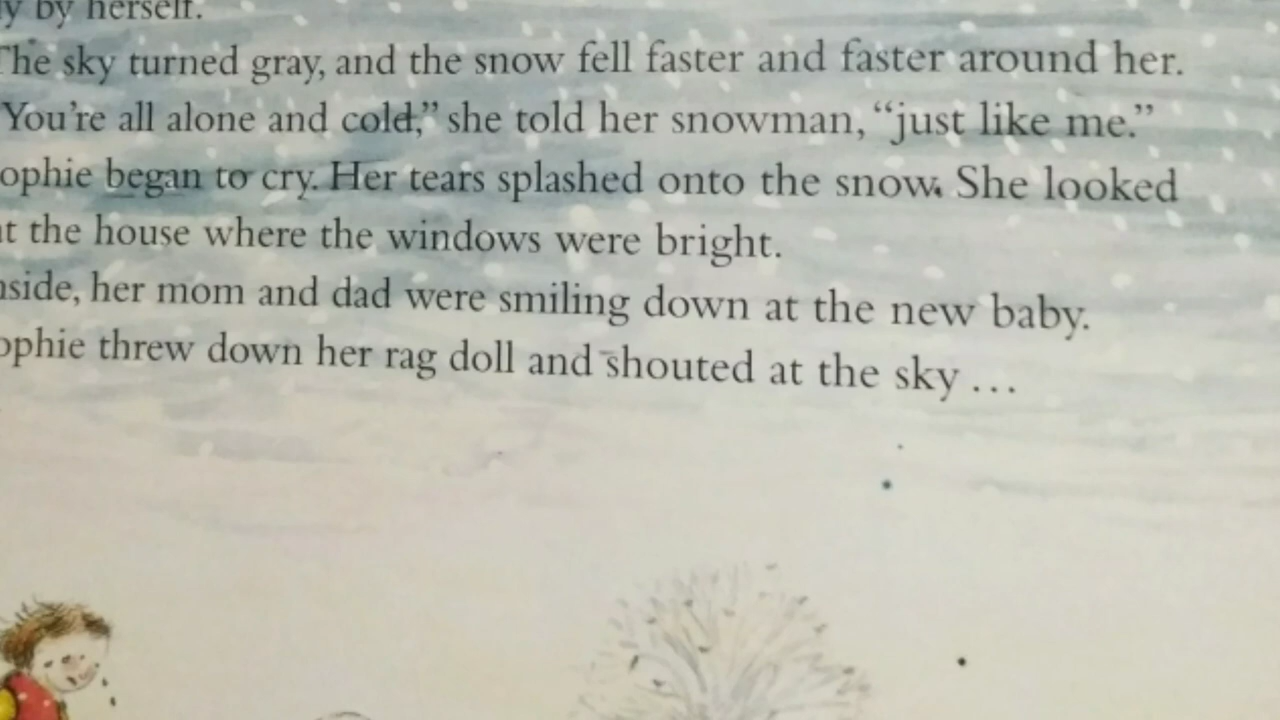 by herself.
The sky turned gray, and the snow fell faster and faster around her.
"You're all alone and cold," she told her snowman, "just like me."
ophie began to cry. Her tears splashed onto the snow. She looked
the house where the windows were bright.
nside, her mom and dad were smiling down at the new baby.
ophie threw down her rag doll and shouted at the sky ...